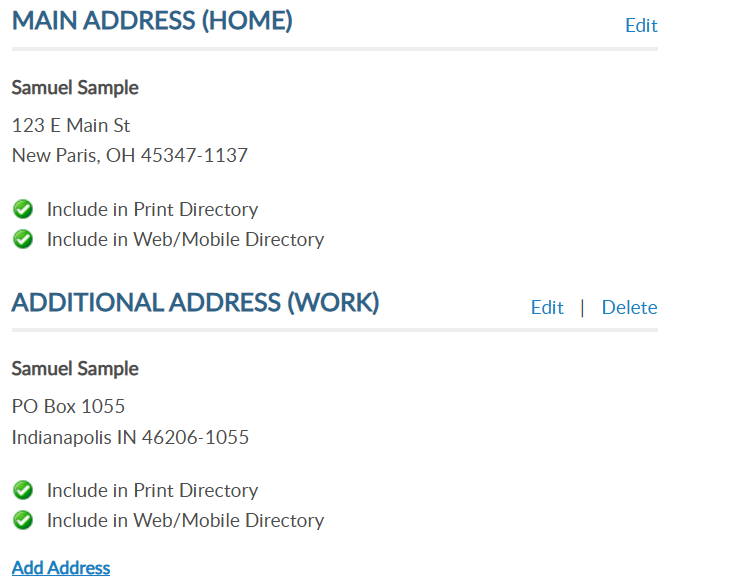 MAIN ADDRESS (HOME)
Edit
Samuel Sample
123 E Main St
New Paris, OH 45347-1137
Include in Print Directory
Include in Web/Mobile Directory
ADDITIONAL ADDRESS (WORK)
Edit | Delete
Samuel Sample
PO Box 1055
Indianapolis IN 46206-1055
Include in Print Directory
Include in Web/Mobile Directory
Add Address